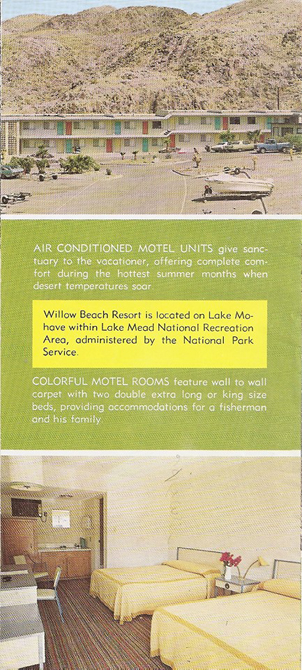 AIR CONDITIONED MOTEL UNITS give sanc-
tuary to the vacationer, offering complete com-
fort during the hottest summer months when
desert temperatures soar.
Willow Beach Resort is located on Lake Mo-
have within Lake Mead National Recreation
Area, administered by the National Park
Service.
COLORFUL MOTEL ROOMS feature wall to wall
carpet with two double extra long or king size
beds, providing accommodations for a fisherman
and his family